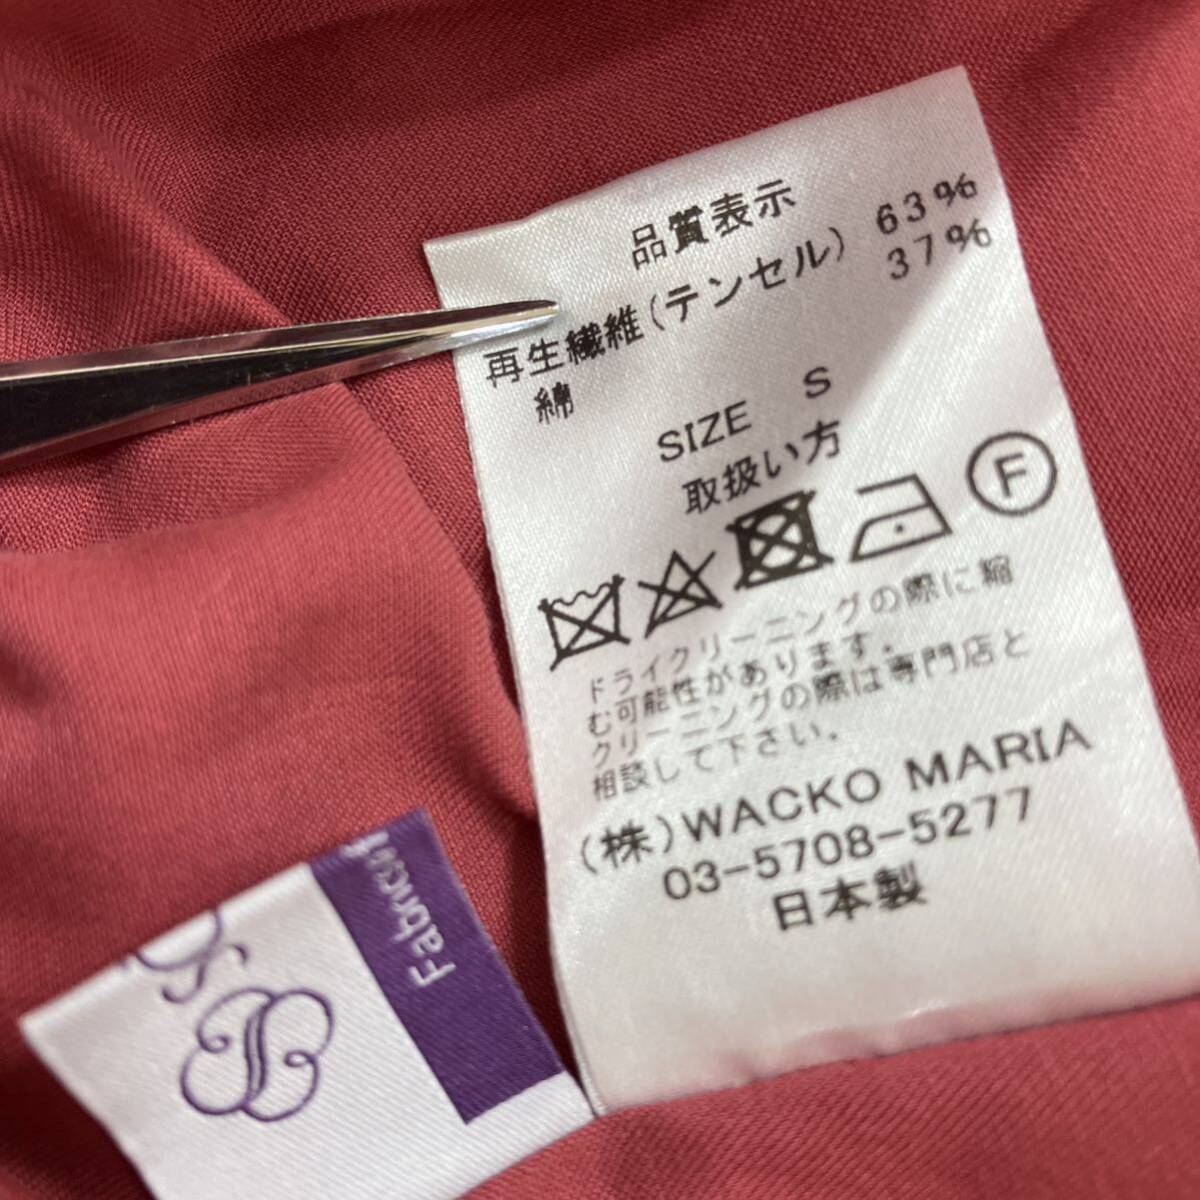 品質表示
再生繊維(テンセル) 63%
綿 37%
SIZE S
取扱い方
F
ドライクリーニングの際に縮
む可能性があります.
クリーニングの際は専門店と
相談して下さい.
(株)WACKO MARIA
03-5708-5277
日本製